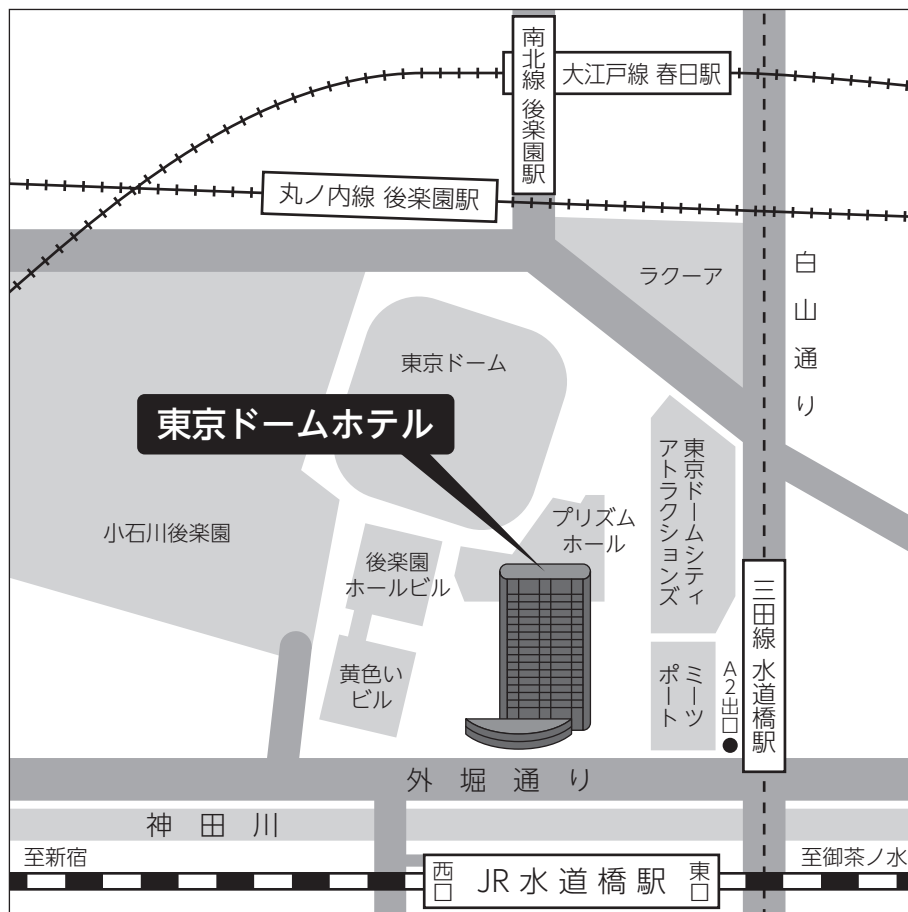 南北線 後楽園駅
大江戸線 春日駅
丸ノ内線 後楽園駅
ラクーア
白山通り
東京ドーム
東京ドームホテル
小石川後楽園
後楽園
ホールビル
プリズム
ホール
東京ドームシティ
アトラクションズ
黄色い
ビル
ミーツ
ポート
A2出口
三田線 水道橋駅
外堀通り
神田川
至新宿
西口
JR水道橋駅
東口
至御茶ノ水